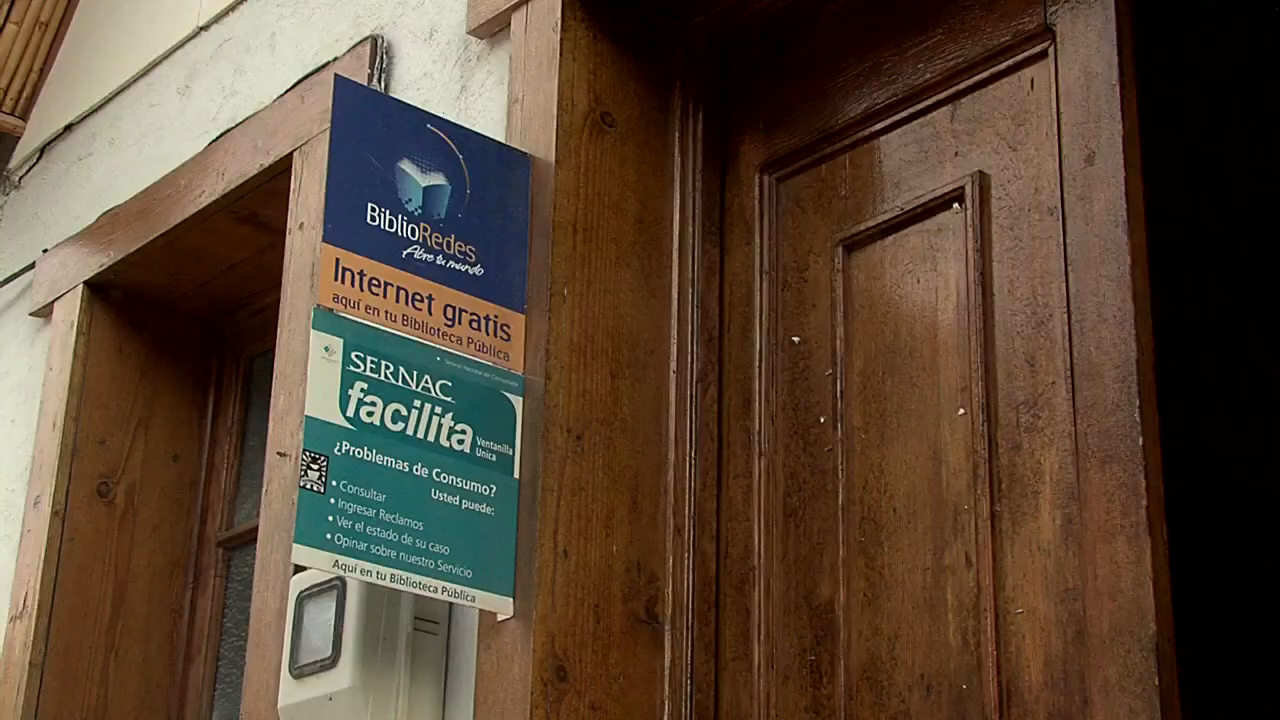 BiblioRedes
Abre tu mundo
Internet gratis
aquí en tu Biblioteca Pública
SERNAC
facilita
Ventanilla
Unica
¿Problemas de Consumo?
Usted puede:
• Consultar
• Ingresar Reclamos
• Ver el estado de su caso
• Opinar sobre nuestro Servicio
Aquí en tu Biblioteca Pública